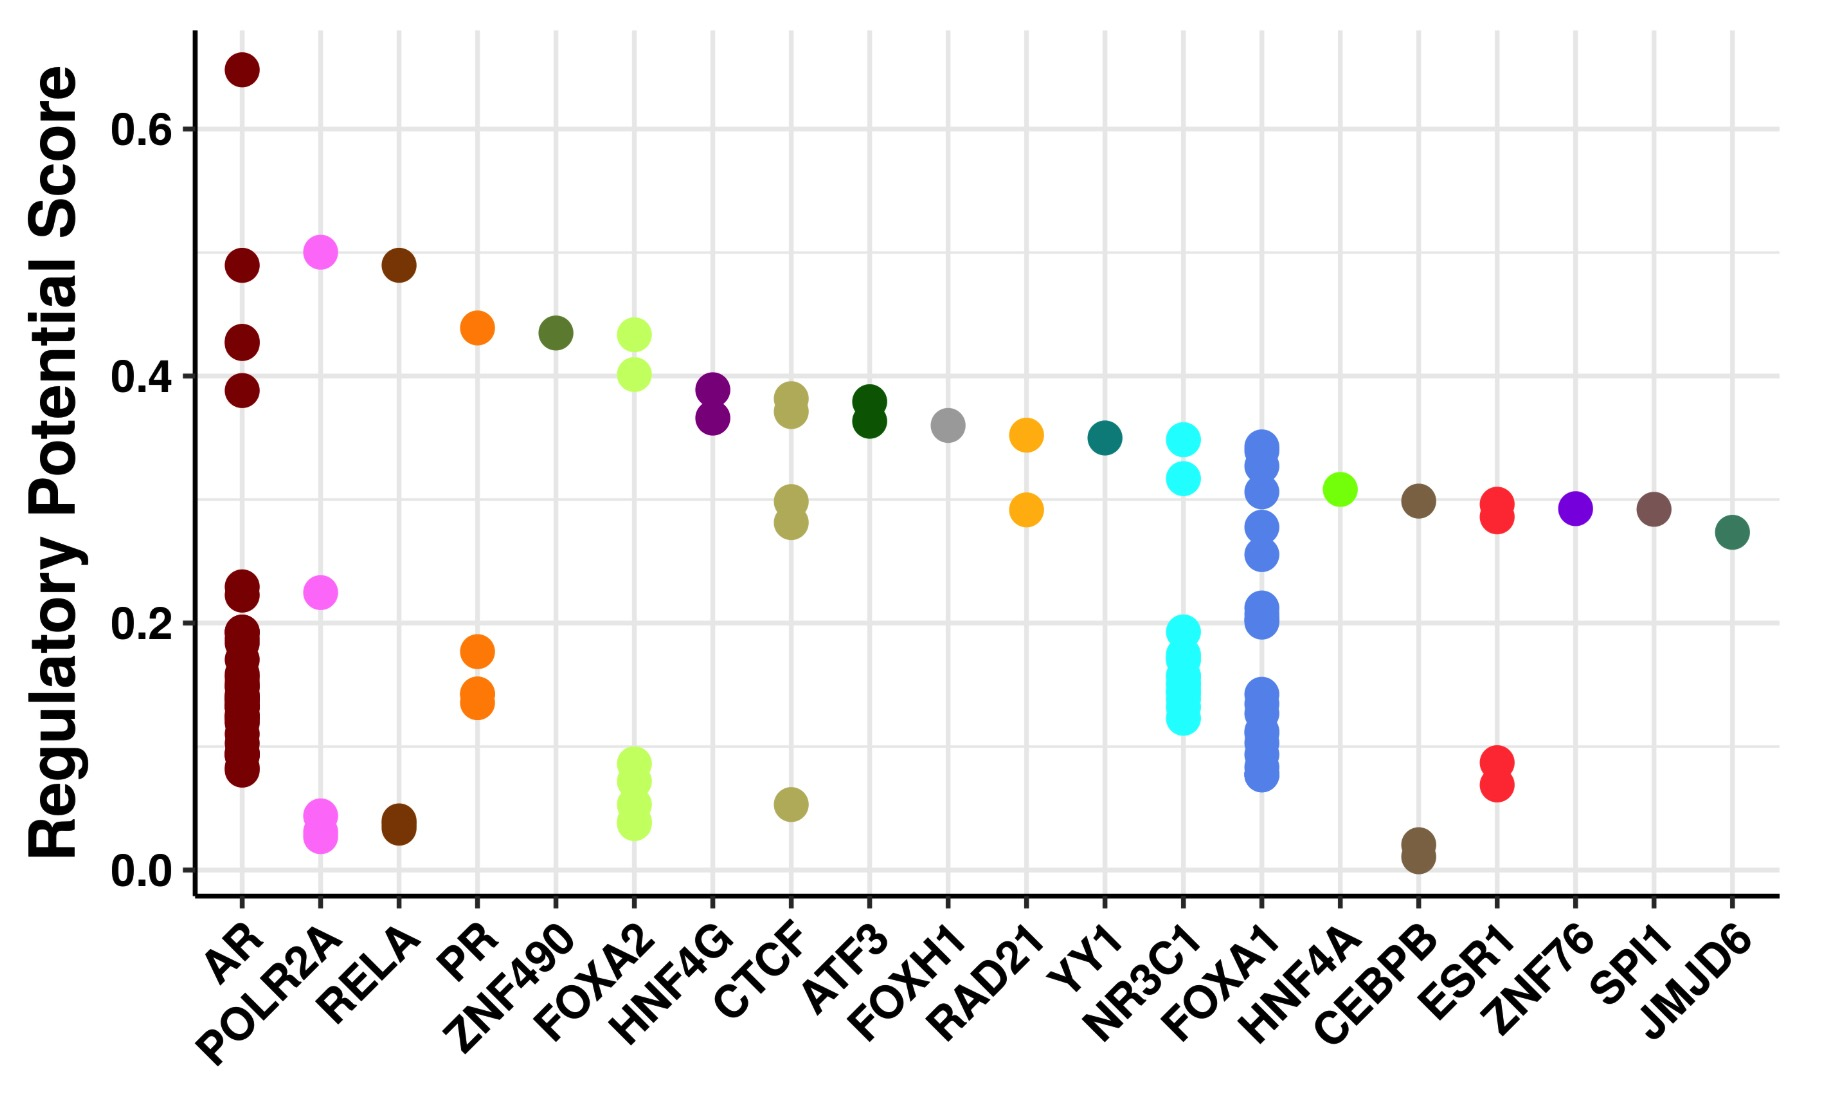 Regulatory Potential Score
0.6
0.4
0.2
0.0
AR
POLR2A
RELA
PR
ZNF490
FOXA2
HNF4G
CTCF
ATF3
FOXH1
RAD21
YY1
NR3C1
FOXA1
HNF4A
CEBPB
ESR1
ZNF76
SPI1
JMJD6